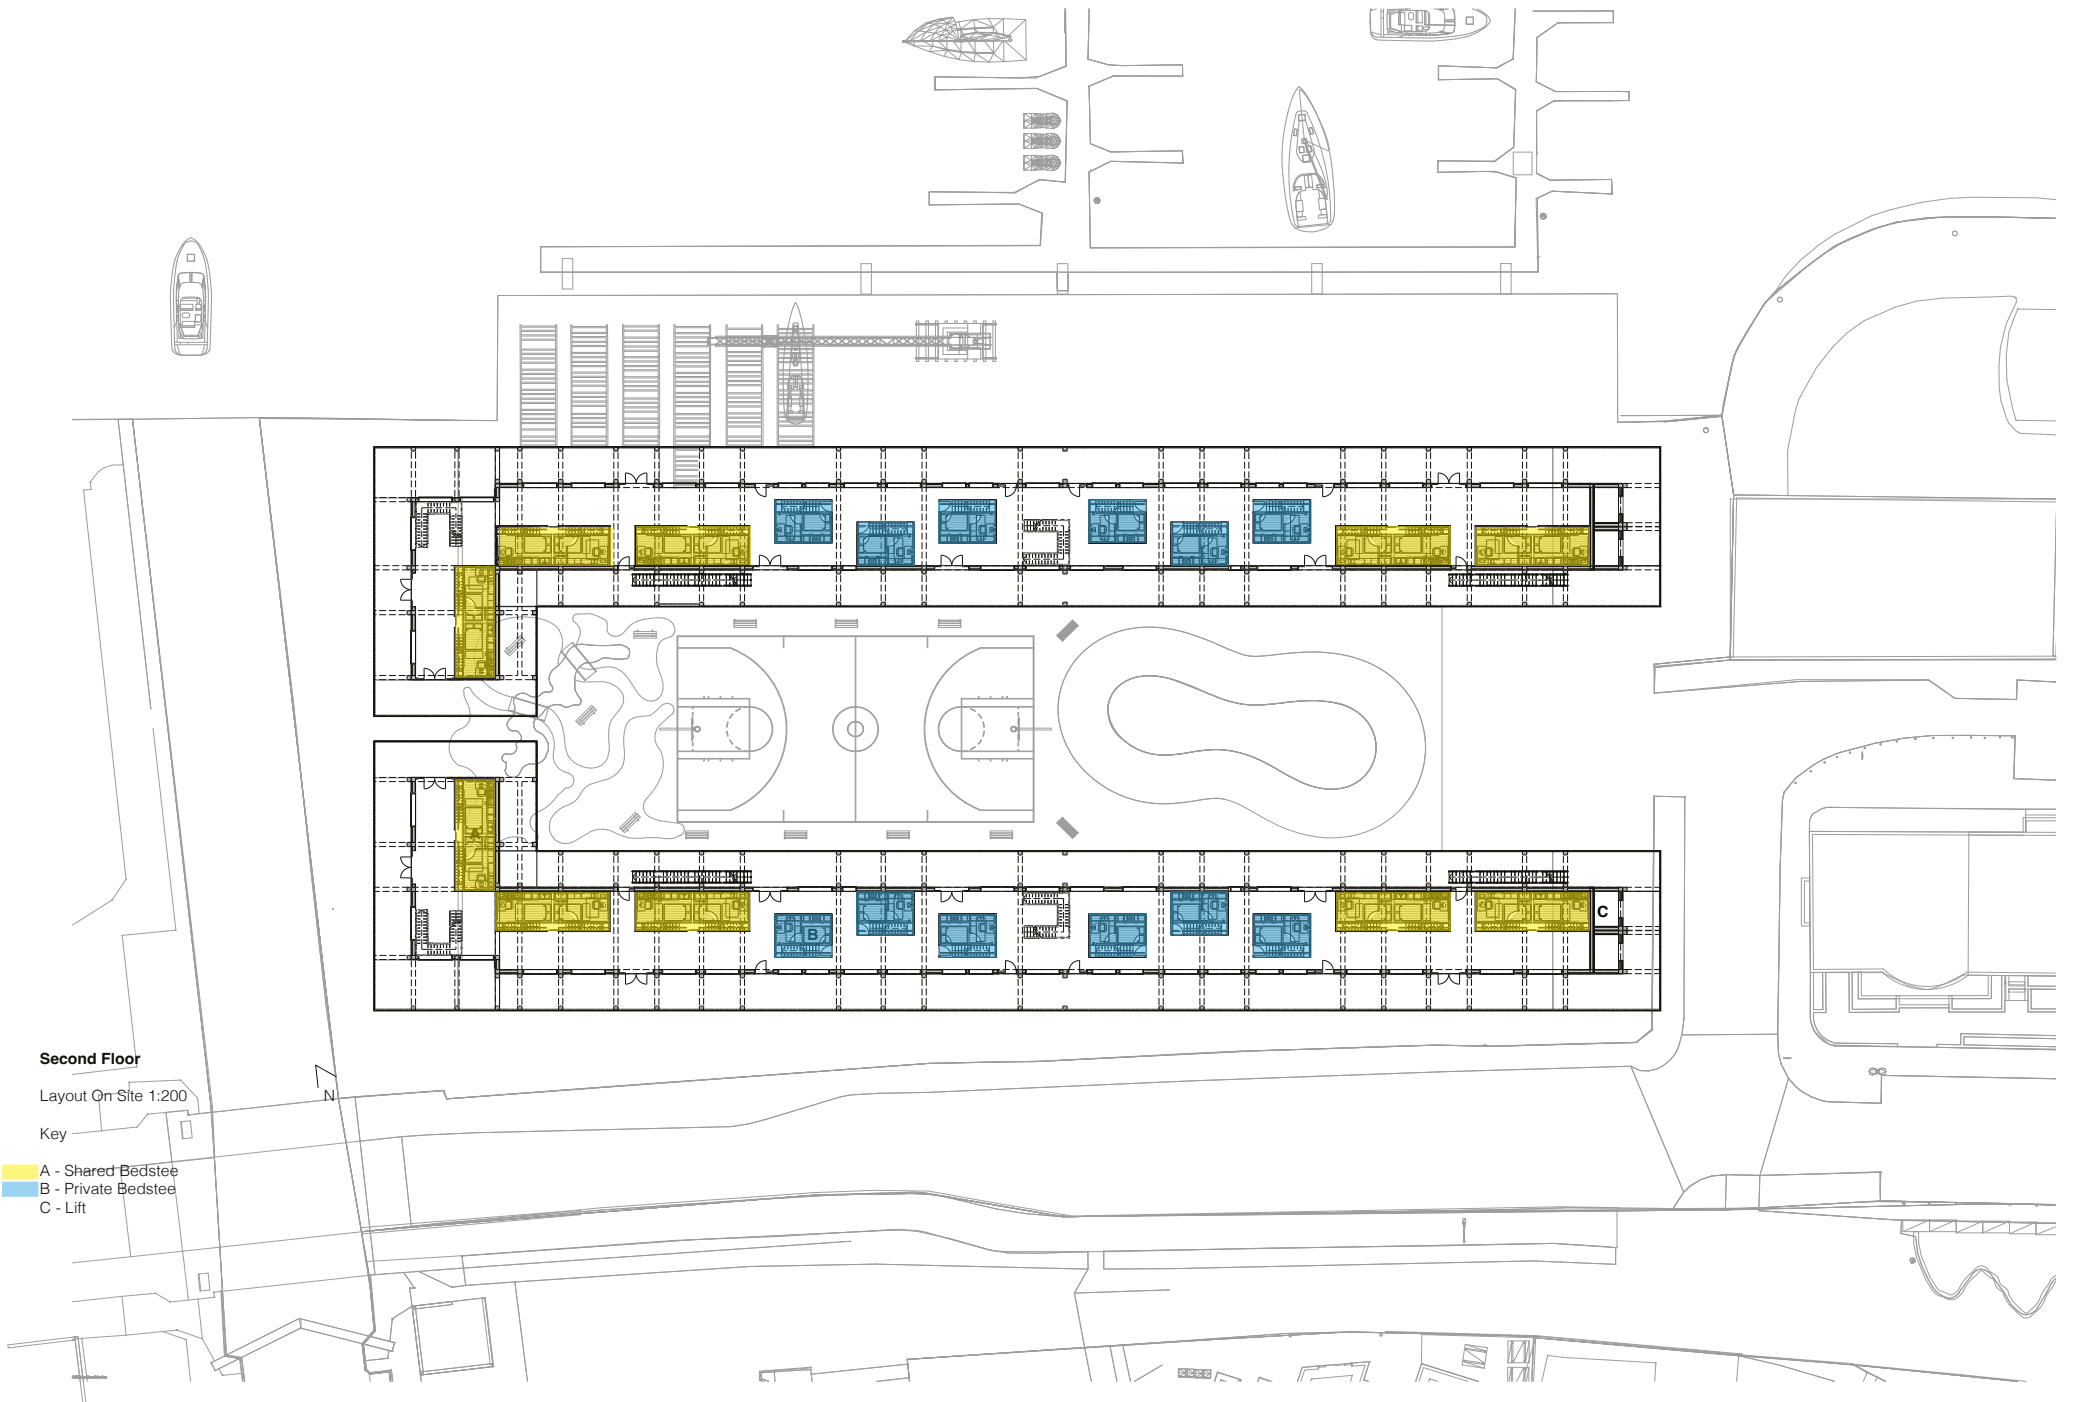 A
B
C
Second Floor
Layout On Site 1:200
N
Key
A - Shared Bedstee
B - Private Bedstee
C - Lift